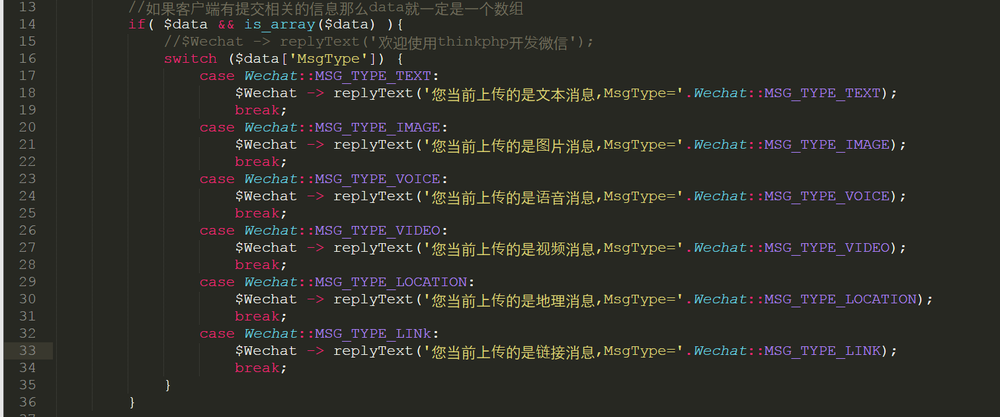 13 //如果客户端有提交相关的信息那么data就一定是一个数组
14 if( $data && is_array($data) ){
15 //$Wechat -> replyText('欢迎使用thinkphp开发微信');
16 switch ($data['MsgType']) {
17 case Wechat::MSG_TYPE_TEXT:
18 $Wechat -> replyText('您当前上传的是文本消息,MsgType='.Wechat::MSG_TYPE_TEXT);
19 break;
20 case Wechat::MSG_TYPE_IMAGE:
21 $Wechat -> replyText('您当前上传的是图片消息,MsgType='.Wechat::MSG_TYPE_IMAGE);
22 break;
23 case Wechat::MSG_TYPE_VOICE:
24 $Wechat -> replyText('您当前上传的是语音消息,MsgType='.Wechat::MSG_TYPE_VOICE);
25 break;
26 case Wechat::MSG_TYPE_VIDEO:
27 $Wechat -> replyText('您当前上传的是视频消息,MsgType='.Wechat::MSG_TYPE_VIDEO);
28 break;
29 case Wechat::MSG_TYPE_LOCATION:
30 $Wechat -> replyText('您当前上传的是地理消息,MsgType='.Wechat::MSG_TYPE_LOCATION);
31 break;
32 case Wechat::MSG_TYPE_LINk:
33 $Wechat -> replyText('您当前上传的是链接消息,MsgType='.Wechat::MSG_TYPE_LINK);
34 break;
35 }
36 }